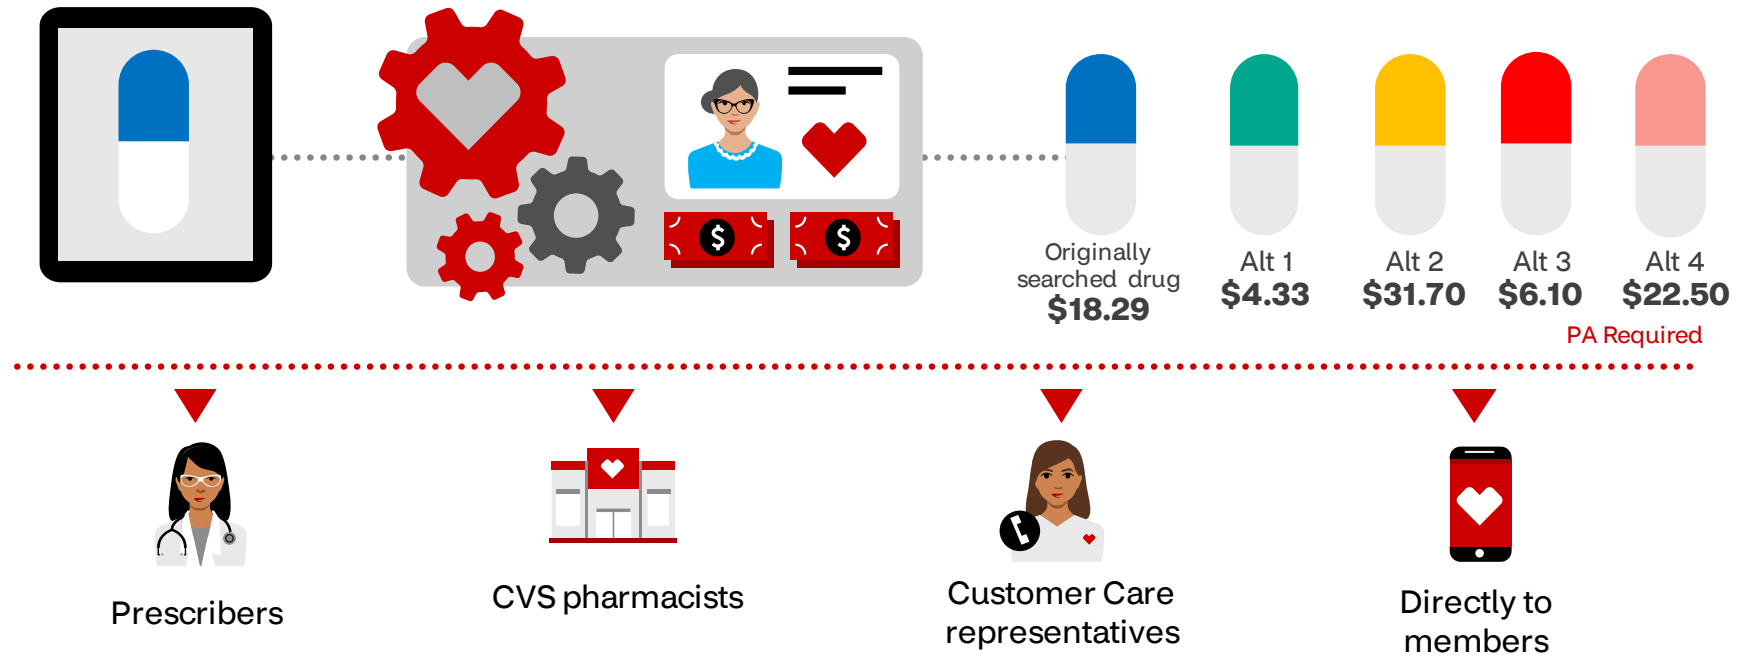 Originally
searched drug
$18.29
Alt 1
$4.33
Alt 2
$31.70
Alt 3
$6.10
Alt 4
$22.50
PA Required
$
$
Prescribers
CVS pharmacists
Customer Care
representatives
Directly to
members